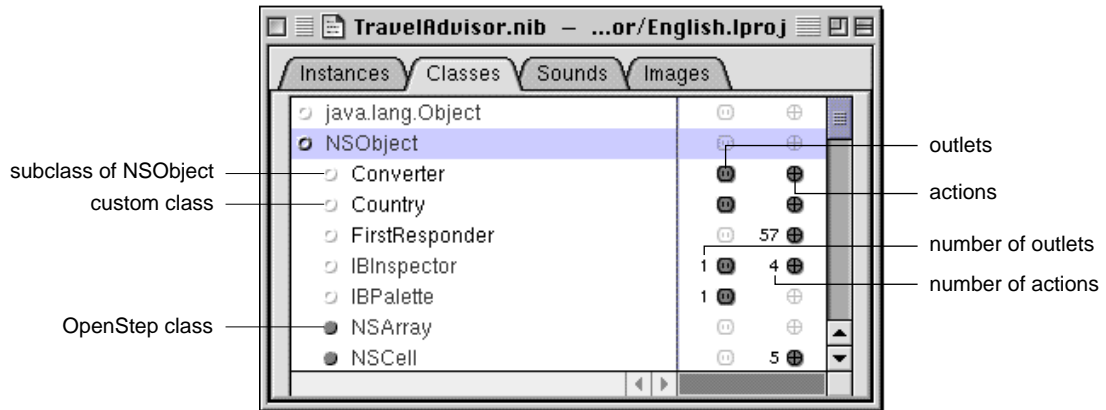 TravelAdvisor.nib – ...or/English.lproj
Instances Classes Sounds Images
java.lang.Object
NSObject
outlets
subclass of NSObject Converter
actions
custom class Country
FirstResponder 57
number of outlets
IBInspector 1 4
number of actions
IBPalette 1
OpenStep class NSArray
NSCell 5